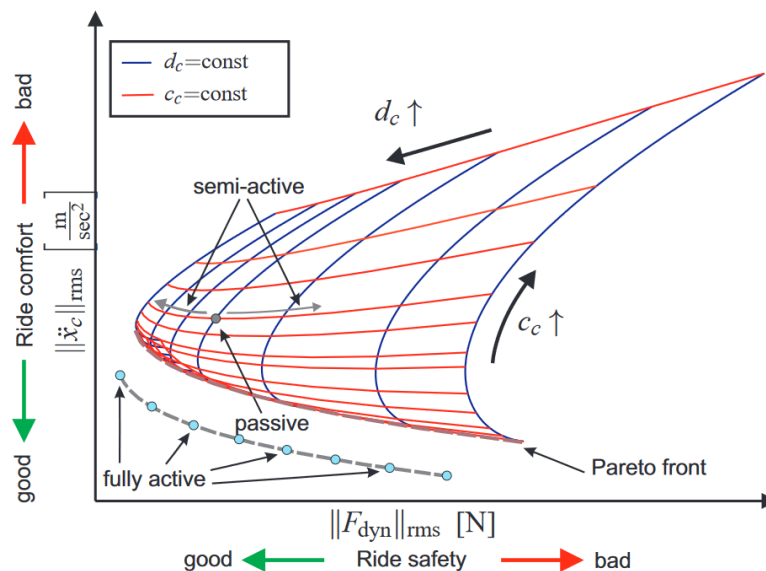 d_c=const
c_c=const
d_c ↑
semi-active
c_c ↑
passive
fully active
Pareto front
bad
Ride comfort
good
‖ẍ_c‖_rms [m/sec²]
‖F_dyn‖_rms [N]
good
Ride safety
bad